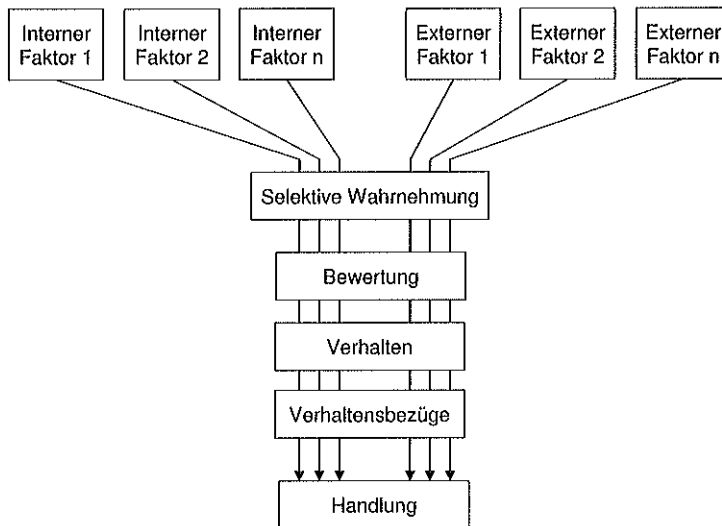 Interner
Faktor 1
Interner
Faktor 2
Interner
Faktor n
Externer
Faktor 1
Externer
Faktor 2
Externer
Faktor n
Selektive Wahrnehmung
Bewertung
Verhalten
Verhaltensbezüge
Handlung